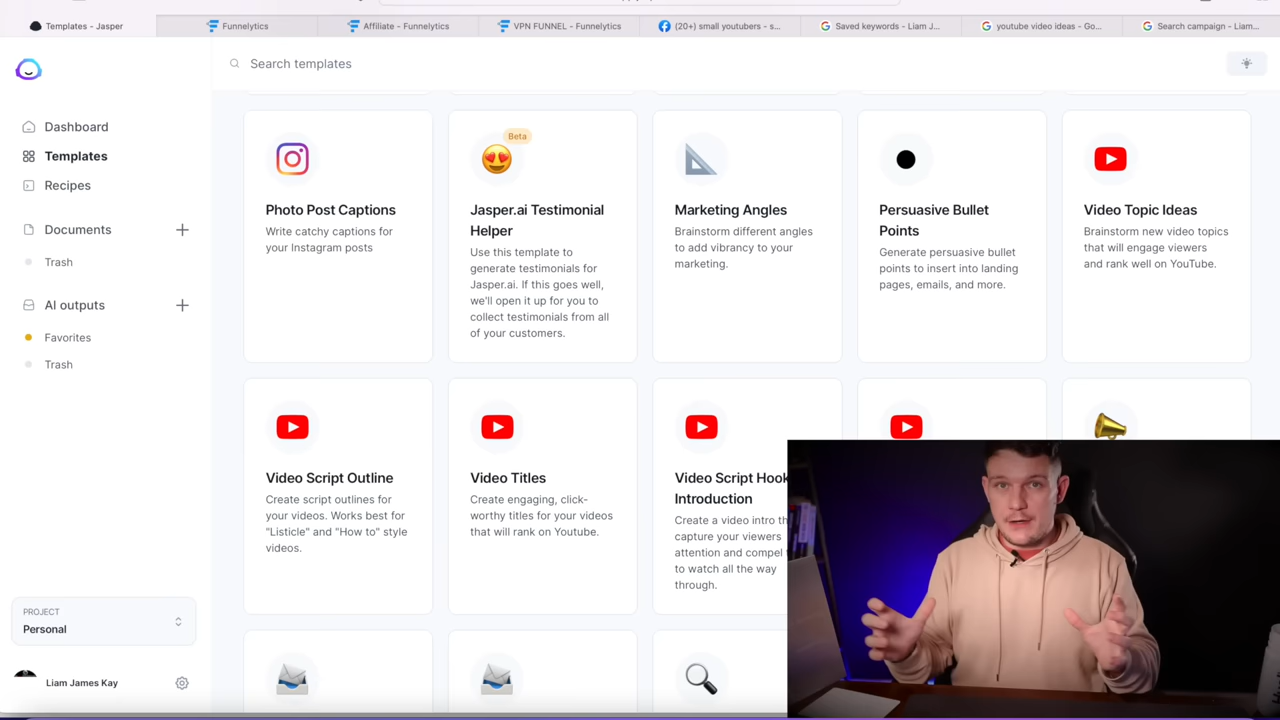 Templates - Jasper
Funnelytics
Affiliate - Funnelytics
VPN FUNNEL - Funnelytics
(20+) small youtubers - s...
Saved keywords - Liam J...
youtube video ideas - Go...
Search campaign - Liam...
Search templates
Dashboard
Templates
Recipes
Documents
Trash
AI outputs
Favorites
Trash
PROJECT
Personal
Liam James Kay
Photo Post Captions
Write catchy captions for
your Instagram posts
Beta
Jasper.ai Testimonial
Helper
Use this template to
generate testimonials for
Jasper.ai. If this goes well,
we'll open it up for you to
collect testimonials from all
of your customers.
Marketing Angles
Brainstorm different angles
to add vibrancy to your
marketing.
Persuasive Bullet
Points
Generate persuasive bullet
points to insert into landing
pages, emails, and more.
Video Topic Ideas
Brainstorm new video topics
that will engage viewers
and rank well on YouTube.
Video Script Outline
Create script outlines for
your videos. Works best for
"Listicle" and "How to" style
videos.
Video Titles
Create engaging, click-
worthy titles for your videos
that will rank on Youtube.
Video Script Hook
Introduction
Create a video intro
capture your viewers
attention and compel
to watch all the way
through.